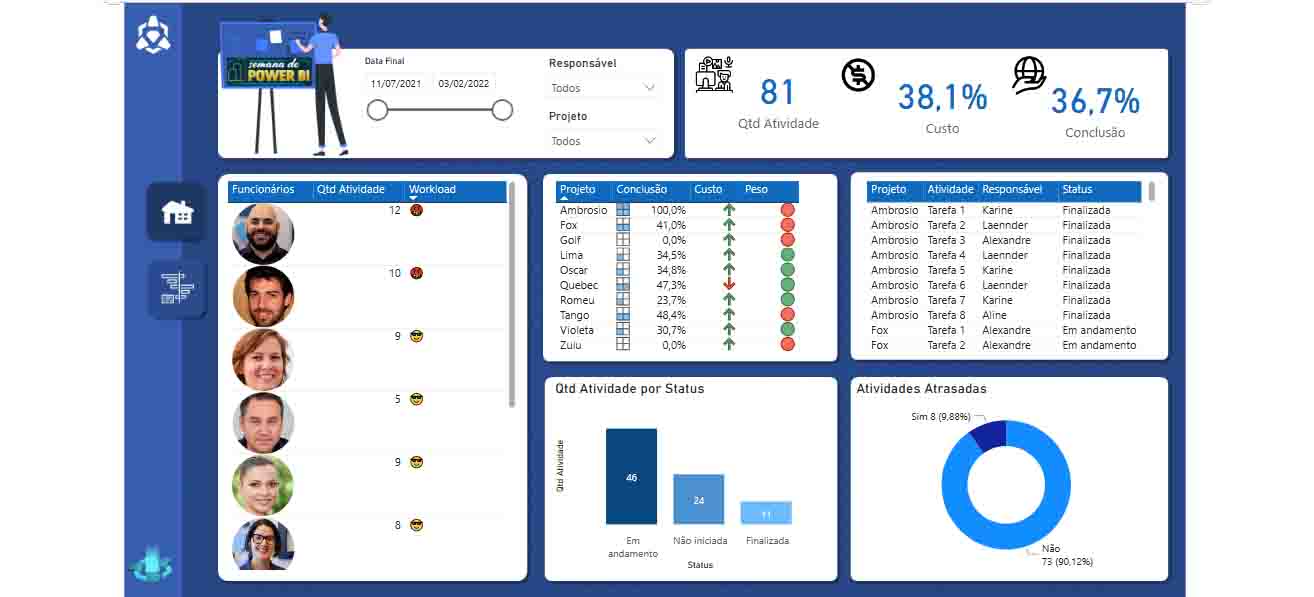 semana do
POWER BI
Data Final
11/07/2021 03/02/2022
Responsável
Todos
Projeto
Todos
81
Qtd Atividade
38,1%
Custo
36,7%
Conclusão
Funcionários Qtd Atividade Workload
12
10
9
5
9
8
Projeto Conclusão Custo Peso
Ambrosio 100,0%
Fox 41,0%
Golf 0,0%
Lima 34,5%
Oscar 34,8%
Quebec 47,3%
Romeu 23,7%
Tango 48,4%
Violeta 30,7%
Zulu 0,0%
Projeto Atividade Responsável Status
Ambrosio Tarefa 1 Karine Finalizada
Ambrosio Tarefa 2 Laennder Finalizada
Ambrosio Tarefa 3 Alexandre Finalizada
Ambrosio Tarefa 4 Laennder Finalizada
Ambrosio Tarefa 5 Karine Finalizada
Ambrosio Tarefa 6 Laennder Finalizada
Ambrosio Tarefa 7 Karine Finalizada
Ambrosio Tarefa 8 Aline Finalizada
Fox Tarefa 1 Alexandre Em andamento
Fox Tarefa 2 Alexandre Em andamento
Qtd Atividade por Status
Qtd Atividade
46
24
11
Em andamento
Não iniciada
Finalizada
Status
Atividades Atrasadas
Sim 8 (9,88%)
Não
73 (90,12%)